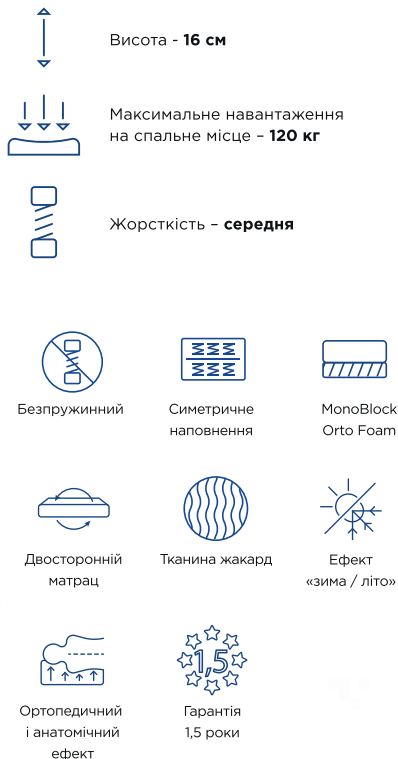 Висота - 16 см
Максимальне навантаження
на спальне місце – 120 кг
Жорсткість – середня
Безпружинний
Симетричне
наповнення
MonoBlock
Orto Foam
Двосторонній
матрац
Тканина жакард
Ефект
«зима / літо»
1,5
Ортопедичний
і анатомічний
ефект
Гарантія
1,5 роки